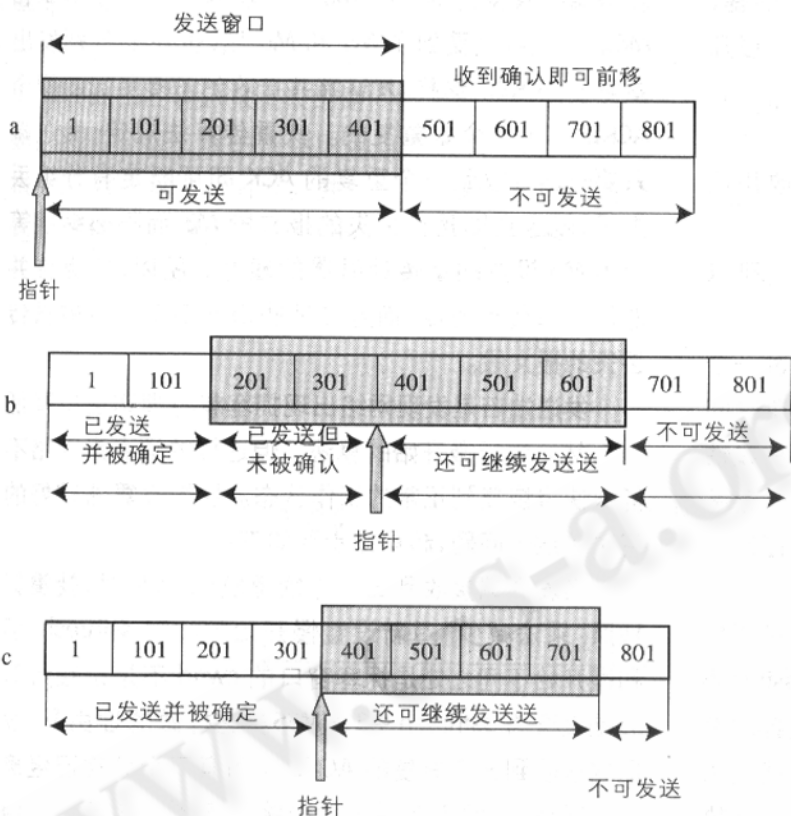 发送窗口
收到确认即可前移
a
1 101 201 301 401 501 601 701 801
可发送
不可发送
指针
1 101 201 301 401 501 601 701 801
b
已发送
并被确定
已发送但
未被确认
还可继续发送送
不可发送
指针
c
1 101 201 301 401 501 601 701 801
已发送并被确定
还可继续发送送
不可发送
指针